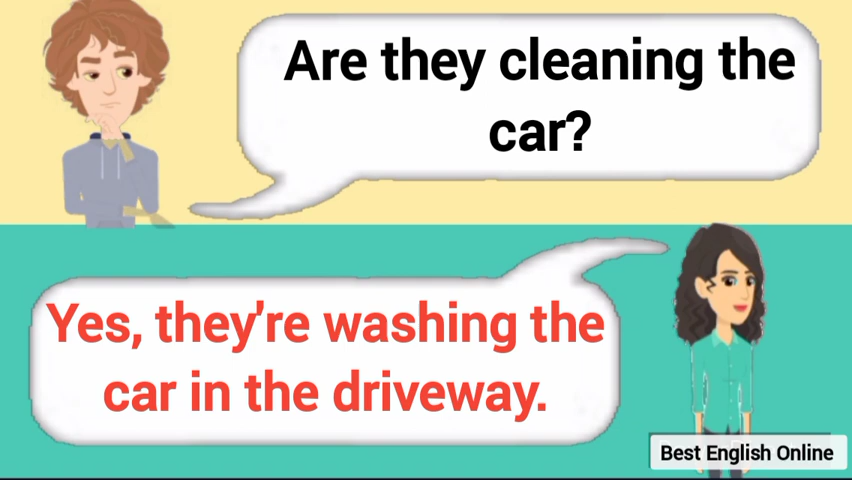 Are they cleaning the
car?
Yes, they're washing the
car in the driveway.
Best English Online